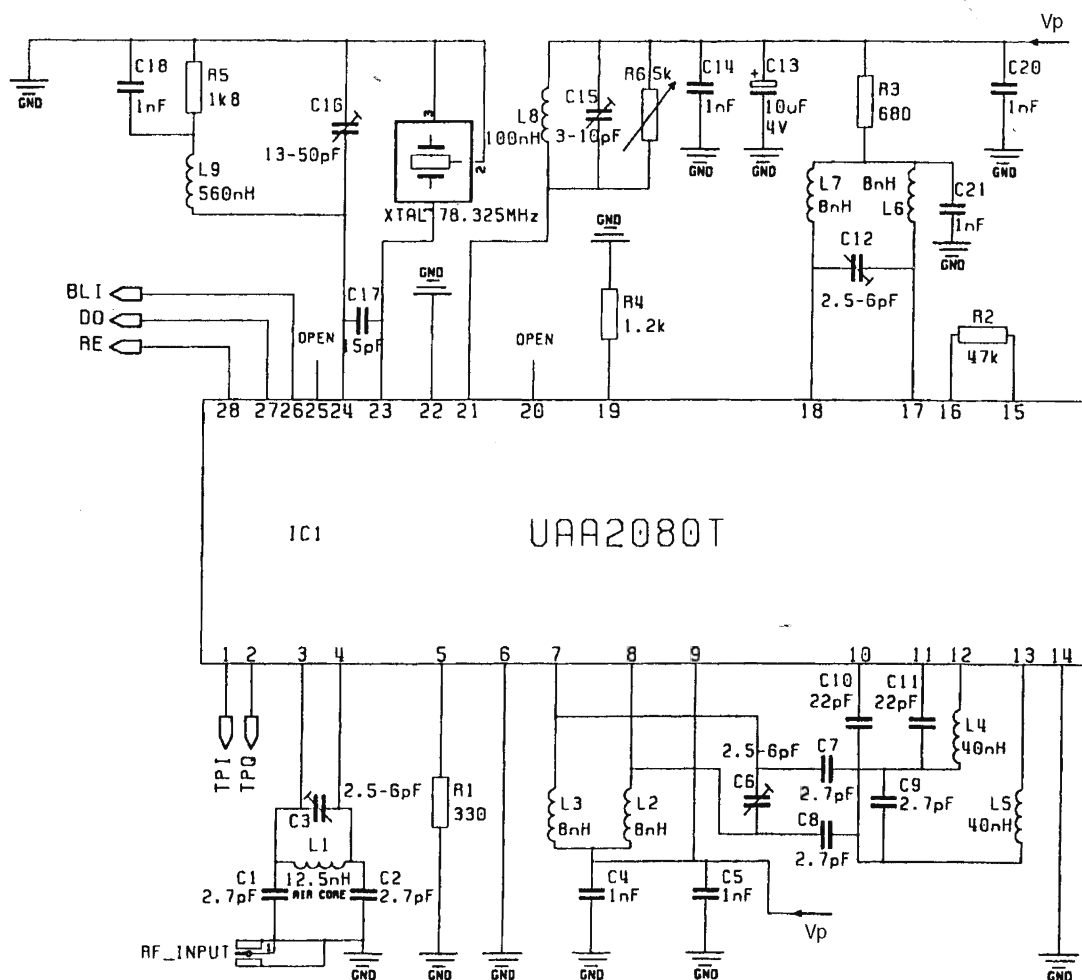 Vp
GND
C18
1nF
R5
1k8
C16
13-50pF
3
2
XTAL 78.325MHz
L9
560nH
L8
100nH
C15
3-10pF
R6 5k
C14
1nF
GND
C13
+
10uF
4V
GND
R3
680
C20
1nF
GND
L7
8nH
8nH
L6
C21
1nF
GND
C12
2.5-6pF
GND
GND
R4
1.2k
R2
47k
BLI
DO
RE
C17
15pF
OPEN
OPEN
28 27 26 25 24 23 22 21 20 19 18 17 16 15
IC1
UAA2080T
1 2 3 4 5 6 7 8 9 10 11 12 13 14
TPI
TPQ
C3
2.5-6pF
L1
12.5nH
AIR CORE
C1
2.7pF
C2
2.7pF
RF_INPUT
1
GND
R1
330
GND
GND
L3
8nH
L2
8nH
C4
1nF
GND
C5
1nF
GND
Vp
2.5-6pF
C6
C7
2.7pF
C8
2.7pF
C10
22pF
C11
22pF
C9
2.7pF
L4
40nH
L5
40nH
GND